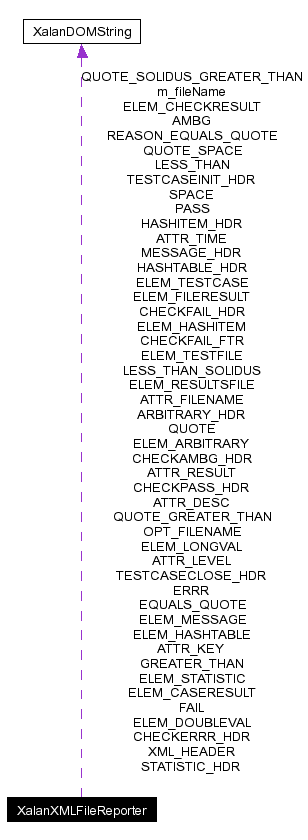 XalanDOMString
QUOTE_SOLIDUS_GREATER_THAN
m_fileName
ELEM_CHECKRESULT
AMBG
REASON_EQUALS_QUOTE
QUOTE_SPACE
LESS_THAN
TESTCASEINIT_HDR
SPACE
PASS
HASHITEM_HDR
ATTR_TIME
MESSAGE_HDR
HASHTABLE_HDR
ELEM_TESTCASE
ELEM_FILERESULT
CHECKFAIL_HDR
ELEM_HASHITEM
CHECKFAIL_FTR
ELEM_TESTFILE
LESS_THAN_SOLIDUS
ELEM_RESULTSFILE
ATTR_FILENAME
ARBITRARY_HDR
QUOTE
ELEM_ARBITRARY
CHECKAMBG_HDR
ATTR_RESULT
CHECKPASS_HDR
ATTR_DESC
QUOTE_GREATER_THAN
OPT_FILENAME
ELEM_LONGVAL
ATTR_LEVEL
TESTCASECLOSE_HDR
ERRR
EQUALS_QUOTE
ELEM_MESSAGE
ELEM_HASHTABLE
ATTR_KEY
GREATER_THAN
ELEM_STATISTIC
ELEM_CASERESULT
FAIL
ELEM_DOUBLEVAL
CHECKERRR_HDR
XML_HEADER
STATISTIC_HDR
XalanXMLFileReporter